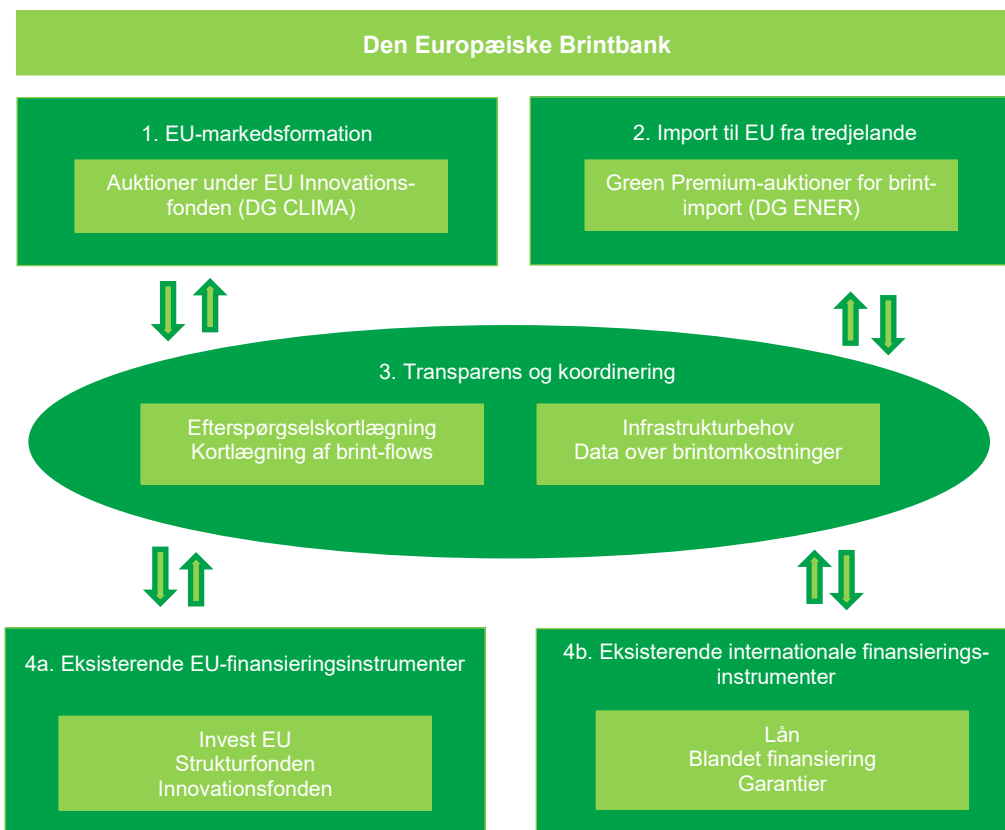 Den Europæiske Brintbank
1. EU-markedsformation
Auktioner under EU Innovations-
fonden (DG CLIMA)
2. Import til EU fra tredjelande
Green Premium-auktioner for brint-
import (DG ENER)
3. Transparens og koordinering
Efterspørgselskortlægning
Kortlægning af brint-flows
Infrastrukturbehov
Data over brintomkostninger
4a. Eksisterende EU-finansieringsinstrumenter
Invest EU
Strukturfonden
Innovationsfonden
4b. Eksisterende internationale finansierings-
instrumenter
Lån
Blandet finansiering
Garantier